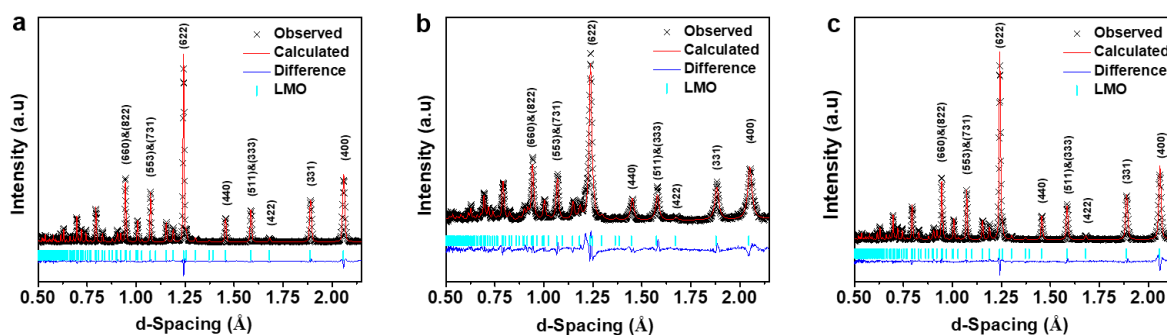 a
Intensity (a.u)
Observed
Calculated
Difference
LMO
(660)&(822)
(553)&(731)
(622)
(440)
(511)&(333)
(422)
(331)
(400)
0.50 0.75 1.00 1.25 1.50 1.75 2.00
d-Spacing (Å)
b
Intensity (a.u)
Observed
Calculated
Difference
LMO
(660)&(822)
(553)&(731)
(622)
(440)
(511)&(333)
(422)
(331)
(400)
0.50 0.75 1.00 1.25 1.50 1.75 2.00
d-Spacing (Å)
c
Intensity (a.u)
Observed
Calculated
Difference
LMO
(660)&(822)
(553)&(731)
(622)
(440)
(511)&(333)
(422)
(331)
(400)
0.50 0.75 1.00 1.25 1.50 1.75 2.00
d-Spacing (Å)